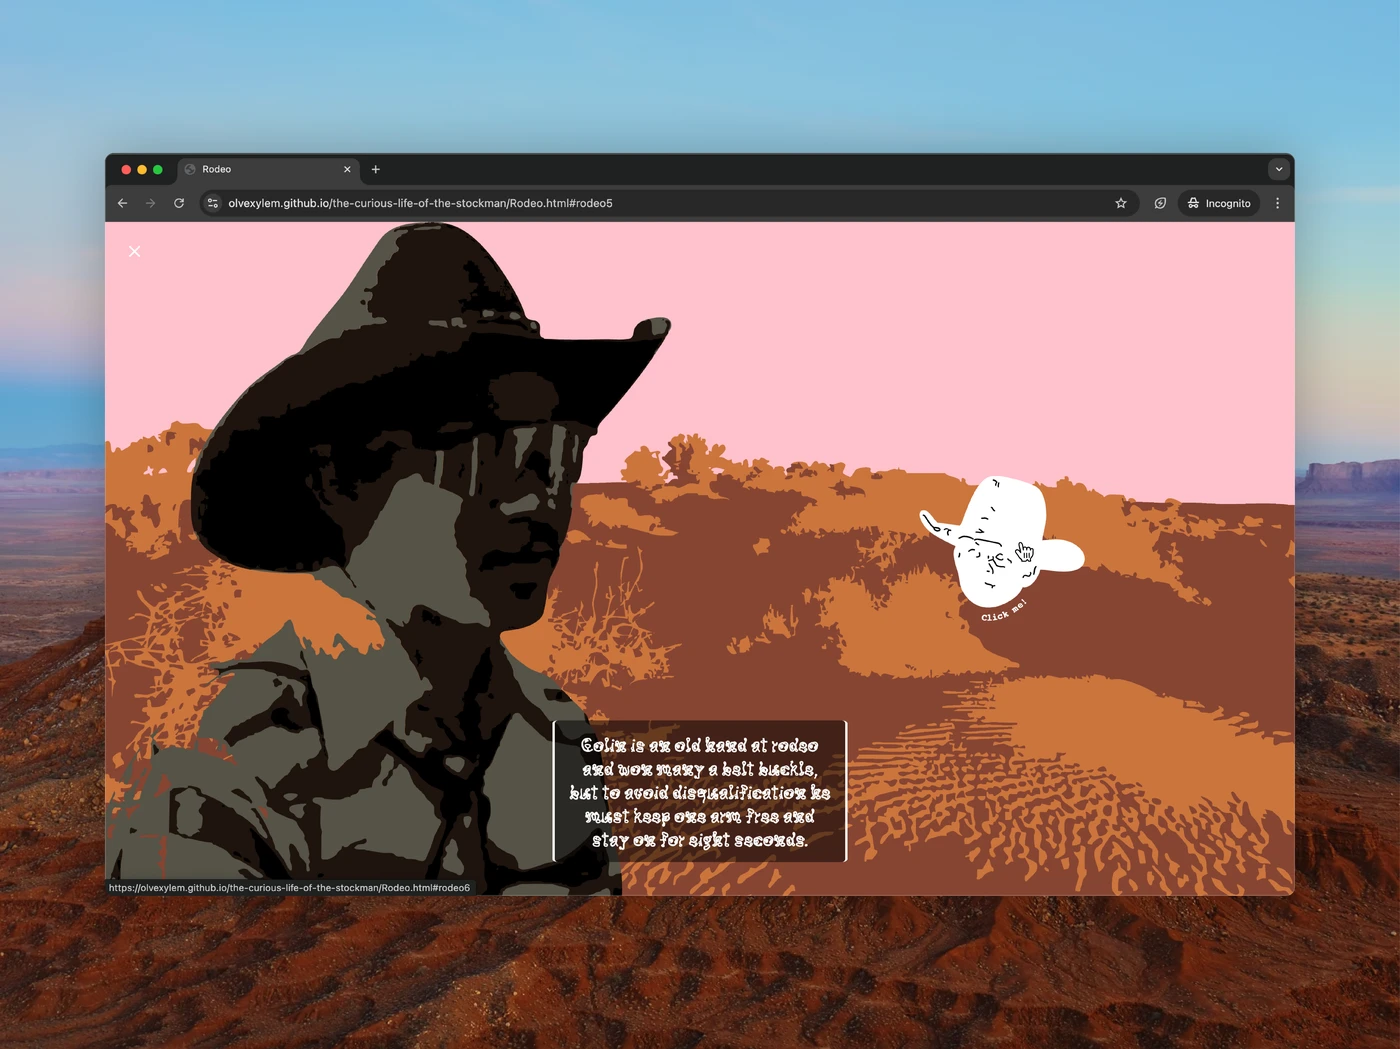 Rodeo
olvexylem.github.io/the-curious-life-of-the-stockman/Rodeo.html#rodeo5
Incognito
Click me!
Colin is an old hand at rodeo
and won many a belt buckle,
but to avoid disqualification he
must keep one arm free and
stay on for eight seconds.
https://olvexylem.github.io/the-curious-life-of-the-stockman/Rodeo.html#rodeo6